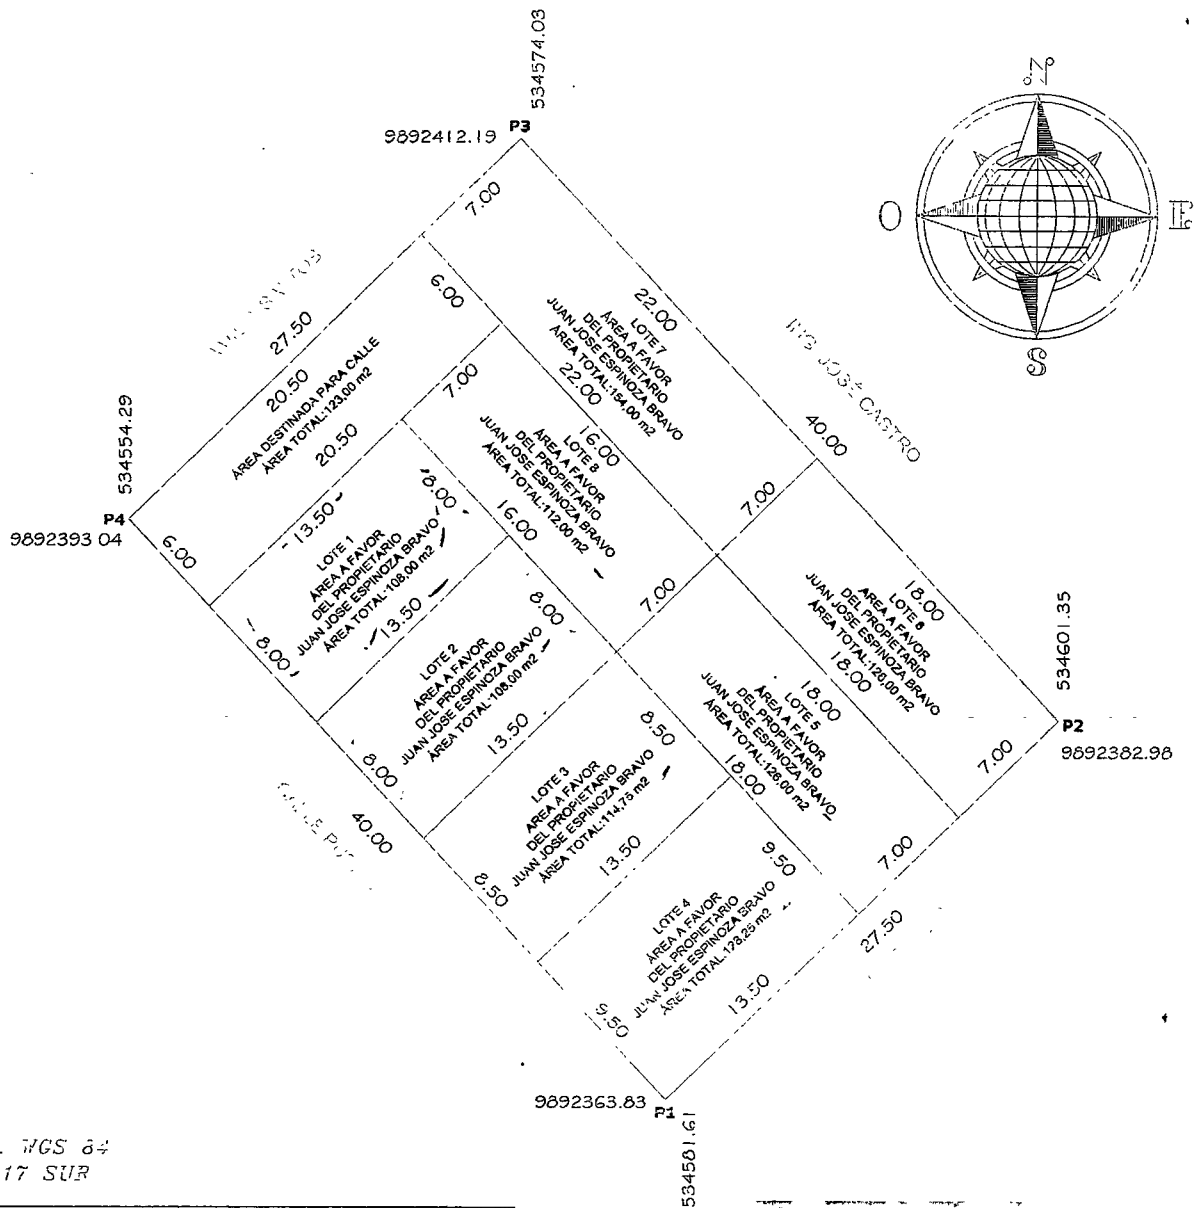 534574.03
9892412.19
P3
N
O
E
S
7.00
6.00
27.50
20.50
ÁREA DESTINADA PARA CALLE
ÁREA TOTAL:123,00 m2
20.50
22.00
LOTE 7
ÁREA A FAVOR
DEL PROPIETARIO
JUAN JOSE ESPINOZA BRAVO
ÁREA TOTAL:154,00 m2
22.00
ING JOSÉ CASTRO
40.00
534554.29
P4
9892393 04
6.00
7.00
16.00
LOTE 8
ÁREA A FAVOR
DEL PROPIETARIO
JUAN JOSE ESPINOZA BRAVO
ÁREA TOTAL:112,00 m2
16.00
7.00
7.00
13.50
8.00
LOTE 1
ÁREA A FAVOR
DEL PROPIETARIO
JUAN JOSE ESPINOZA BRAVO
ÁREA TOTAL:108,00 m2
8.00
13.50
8.00
LOTE 2
ÁREA A FAVOR
DEL PROPIETARIO
JUAN JOSE ESPINOZA BRAVO
ÁREA TOTAL:108,00 m2
8.00
13.50
8.50
LOTE 3
ÁREA A FAVOR
DEL PROPIETARIO
JUAN JOSE ESPINOZA BRAVO
ÁREA TOTAL:114,75 m2
8.50
13.50
9.50
LOTE 4
ÁREA A FAVOR
DEL PROPIETARIO
JUAN JOSE ESPINOZA BRAVO
ÁREA TOTAL:128,25 m2
9.50
13.50
18.00
LOTE 5
ÁREA A FAVOR
DEL PROPIETARIO
JUAN JOSE ESPINOZA BRAVO
ÁREA TOTAL:126,00 m2
18.00
18.00
LOTE 6
ÁREA A FAVOR
DEL PROPIETARIO
JUAN JOSE ESPINOZA BRAVO
ÁREA TOTAL:126,00 m2
18.00
534601.35
P2
9892382.98
7.00
7.00
27.50
CALLE
40.00
9892363.83
P1
534581.61
WGS 84
17 SUR